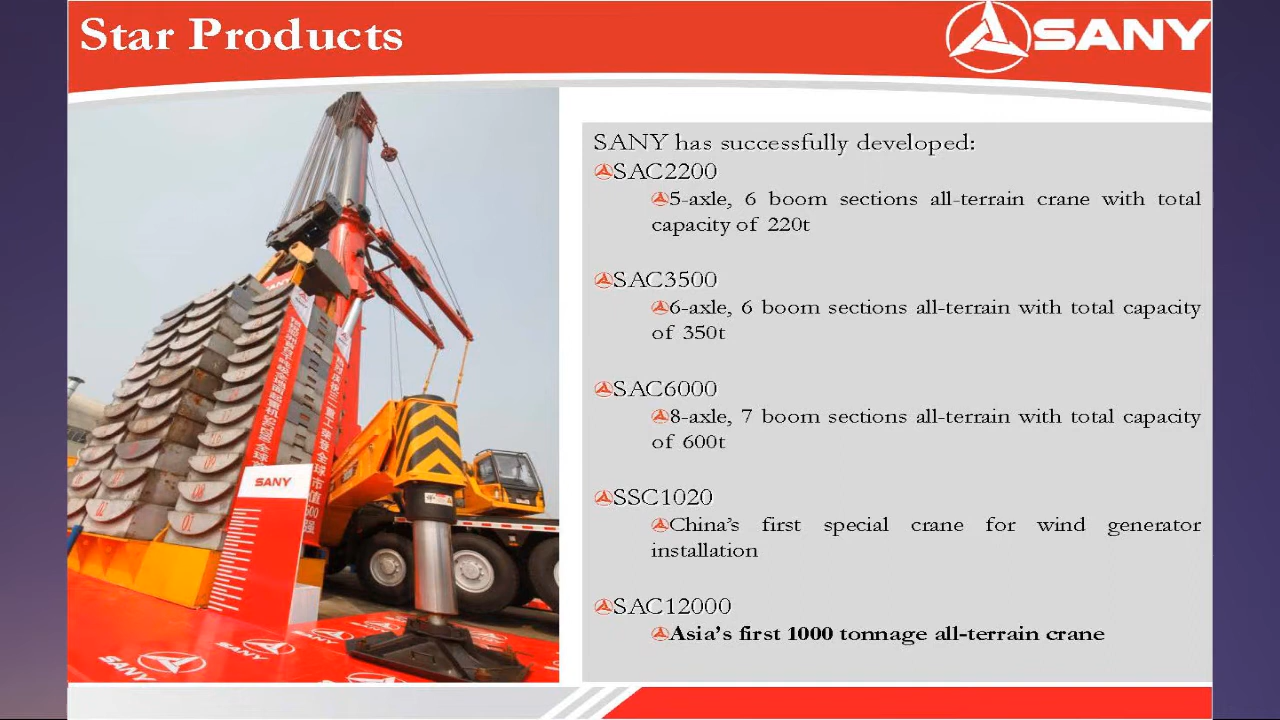 Star Products
SANY
SANY has successfully developed:
SAC2200
5-axle, 6 boom sections all-terrain crane with total
capacity of 220t
SAC3500
6-axle, 6 boom sections all-terrain with total capacity
of 350t
SAC6000
8-axle, 7 boom sections all-terrain with total capacity
of 600t
SSC1020
China's first special crane for wind generator
installation
SAC12000
Asia's first 1000 tonnage all-terrain crane
SANY
SANY
SANY
SANY